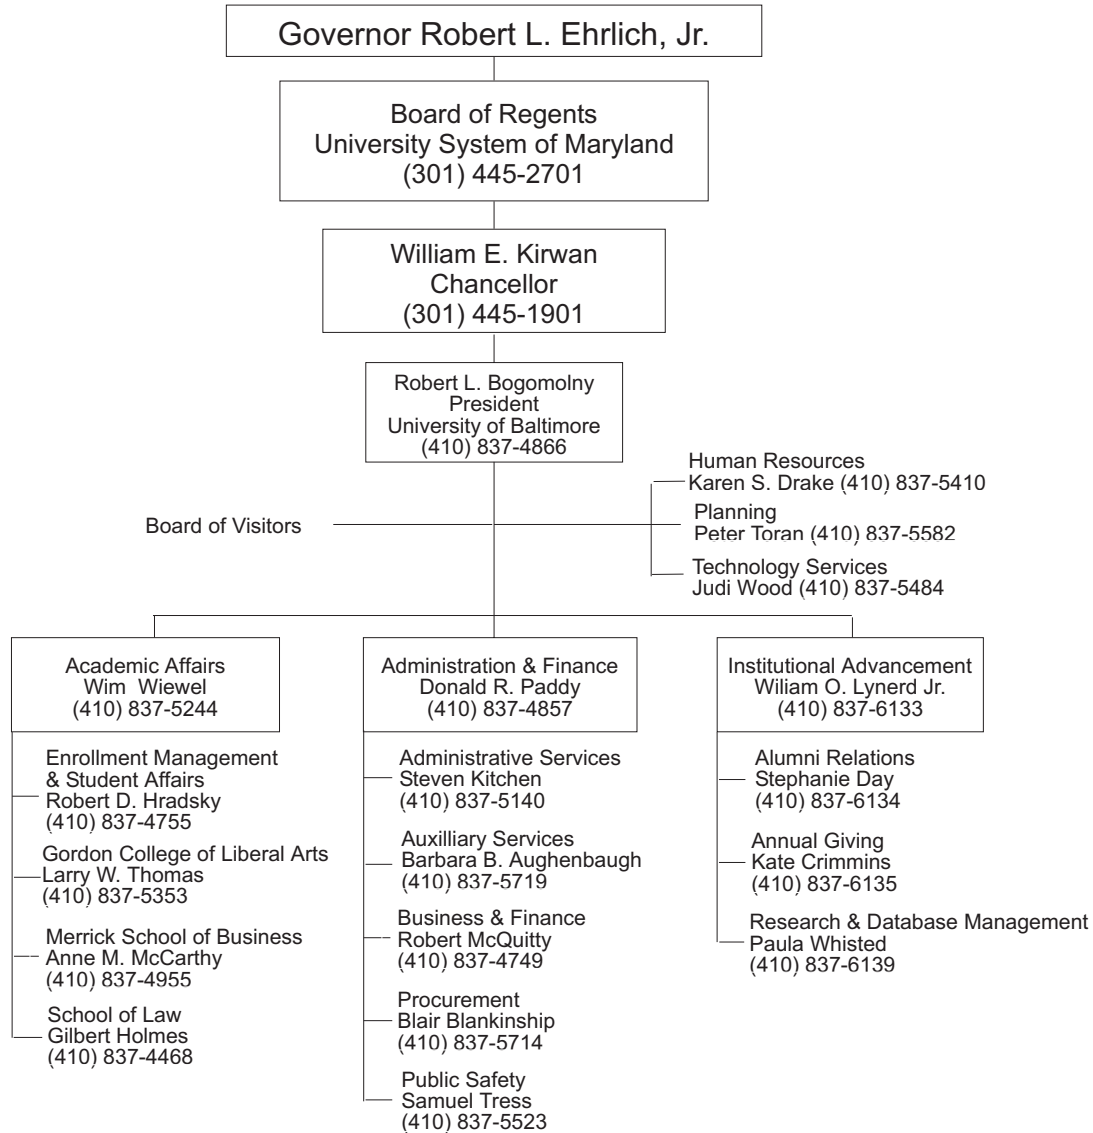 Governor Robert L. Ehrlich, Jr.
Board of Regents
University System of Maryland
(301) 445-2701
William E. Kirwan
Chancellor
(301) 445-1901
Robert L. Bogomolny
President
University of Baltimore
(410) 837-4866
Board of Visitors
Human Resources
Karen S. Drake (410) 837-5410
Planning
Peter Toran (410) 837-5582
Technology Services
Judi Wood (410) 837-5484
Academic Affairs
Wim Wiewel
(410) 837-5244
Enrollment Management
& Student Affairs
Robert D. Hradsky
(410) 837-4755
Gordon College of Liberal Arts
Larry W. Thomas
(410) 837-5353
Merrick School of Business
Anne M. McCarthy
(410) 837-4955
School of Law
Gilbert Holmes
(410) 837-4468
Administration & Finance
Donald R. Paddy
(410) 837-4857
Administrative Services
Steven Kitchen
(410) 837-5140
Auxilliary Services
Barbara B. Aughenbaugh
(410) 837-5719
Business & Finance
Robert McQuitty
(410) 837-4749
Procurement
Blair Blankinship
(410) 837-5714
Public Safety
Samuel Tress
(410) 837-5523
Institutional Advancement
Wiliam O. Lynerd Jr.
(410) 837-6133
Alumni Relations
Stephanie Day
(410) 837-6134
Annual Giving
Kate Crimmins
(410) 837-6135
Research & Database Management
Paula Whisted
(410) 837-6139